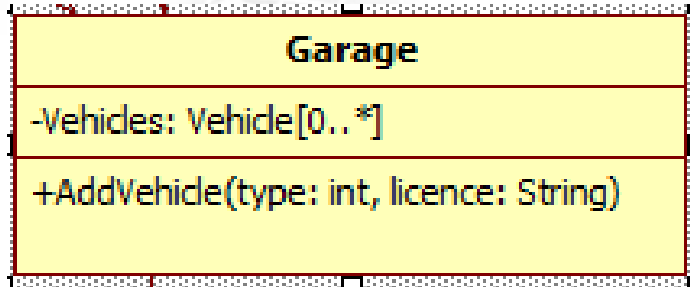 Garage
-Vehicles: Vehicle[0..*]
+AddVehicle(type: int, licence: String)